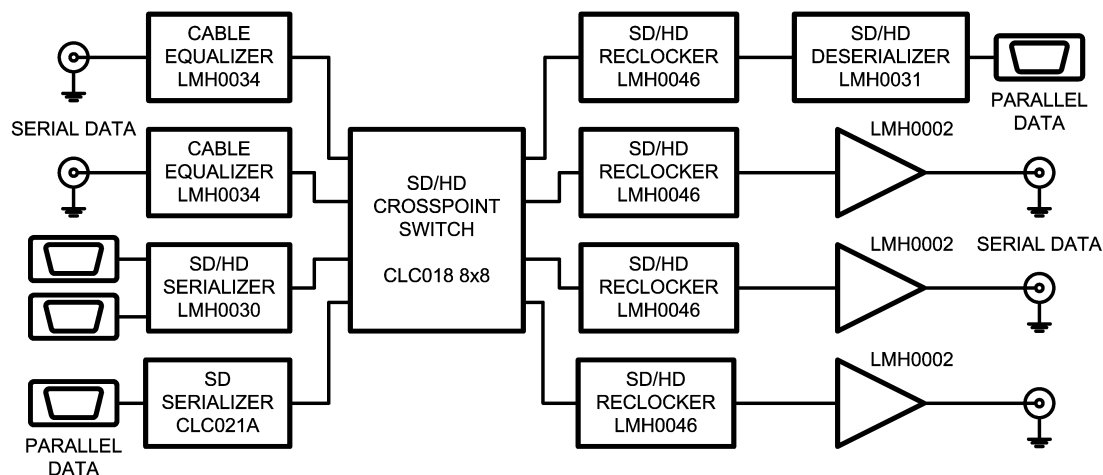 CABLE
EQUALIZER
LMH0034
SERIAL DATA
CABLE
EQUALIZER
LMH0034
SD/HD
SERIALIZER
LMH0030
SD
SERIALIZER
CLC021A
PARALLEL
DATA
SD/HD
CROSSPOINT
SWITCH
CLC018 8x8
SD/HD
RECLOCKER
LMH0046
SD/HD
DESERIALIZER
LMH0031
PARALLEL
DATA
SD/HD
RECLOCKER
LMH0046
LMH0002
SD/HD
RECLOCKER
LMH0046
LMH0002
SERIAL DATA
SD/HD
RECLOCKER
LMH0046
LMH0002